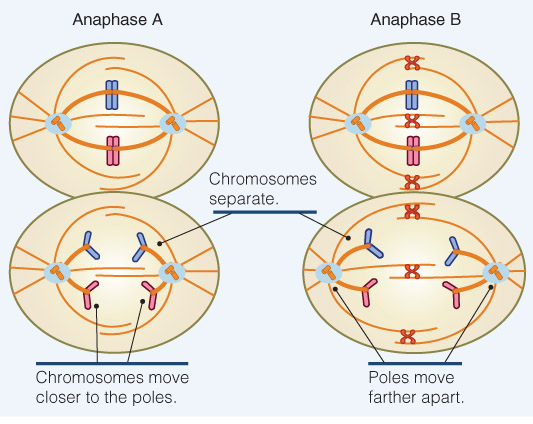 Anaphase A
Anaphase B
Chromosomes
separate.
Chromosomes move
closer to the poles.
Poles move
farther apart.